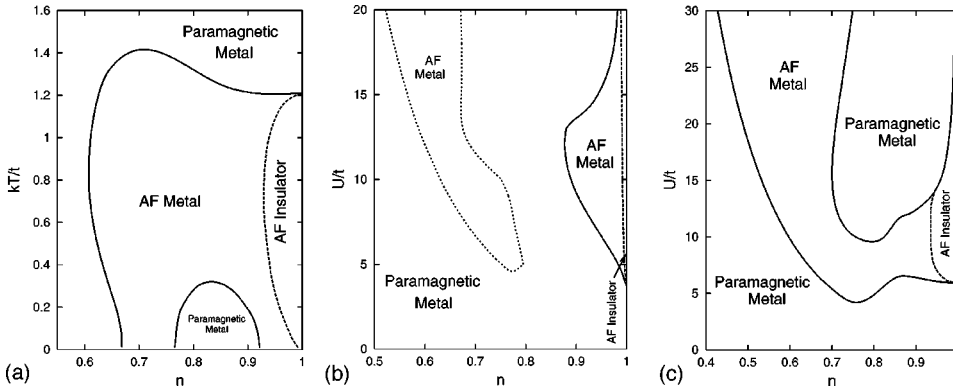 (a)
kT/t
1.6
1.4
1.2
1.0
0.8
0.6
0.4
0.2
0
0.6
0.7
0.8
0.9
1
n
Paramagnetic
Metal
AF Metal
AF Insulator
Paramagnetic
Metal
(b)
U/t
20
15
10
5
0
0.5
0.6
0.7
0.8
0.9
1
n
AF
Metal
AF
Metal
Paramagnetic
Metal
AF Insulator
(c)
U/t
30
25
20
15
10
5
0
0.4
0.5
0.6
0.7
0.8
0.9
n
AF
Metal
Paramagnetic
Metal
AF Insulator
Paramagnetic
Metal